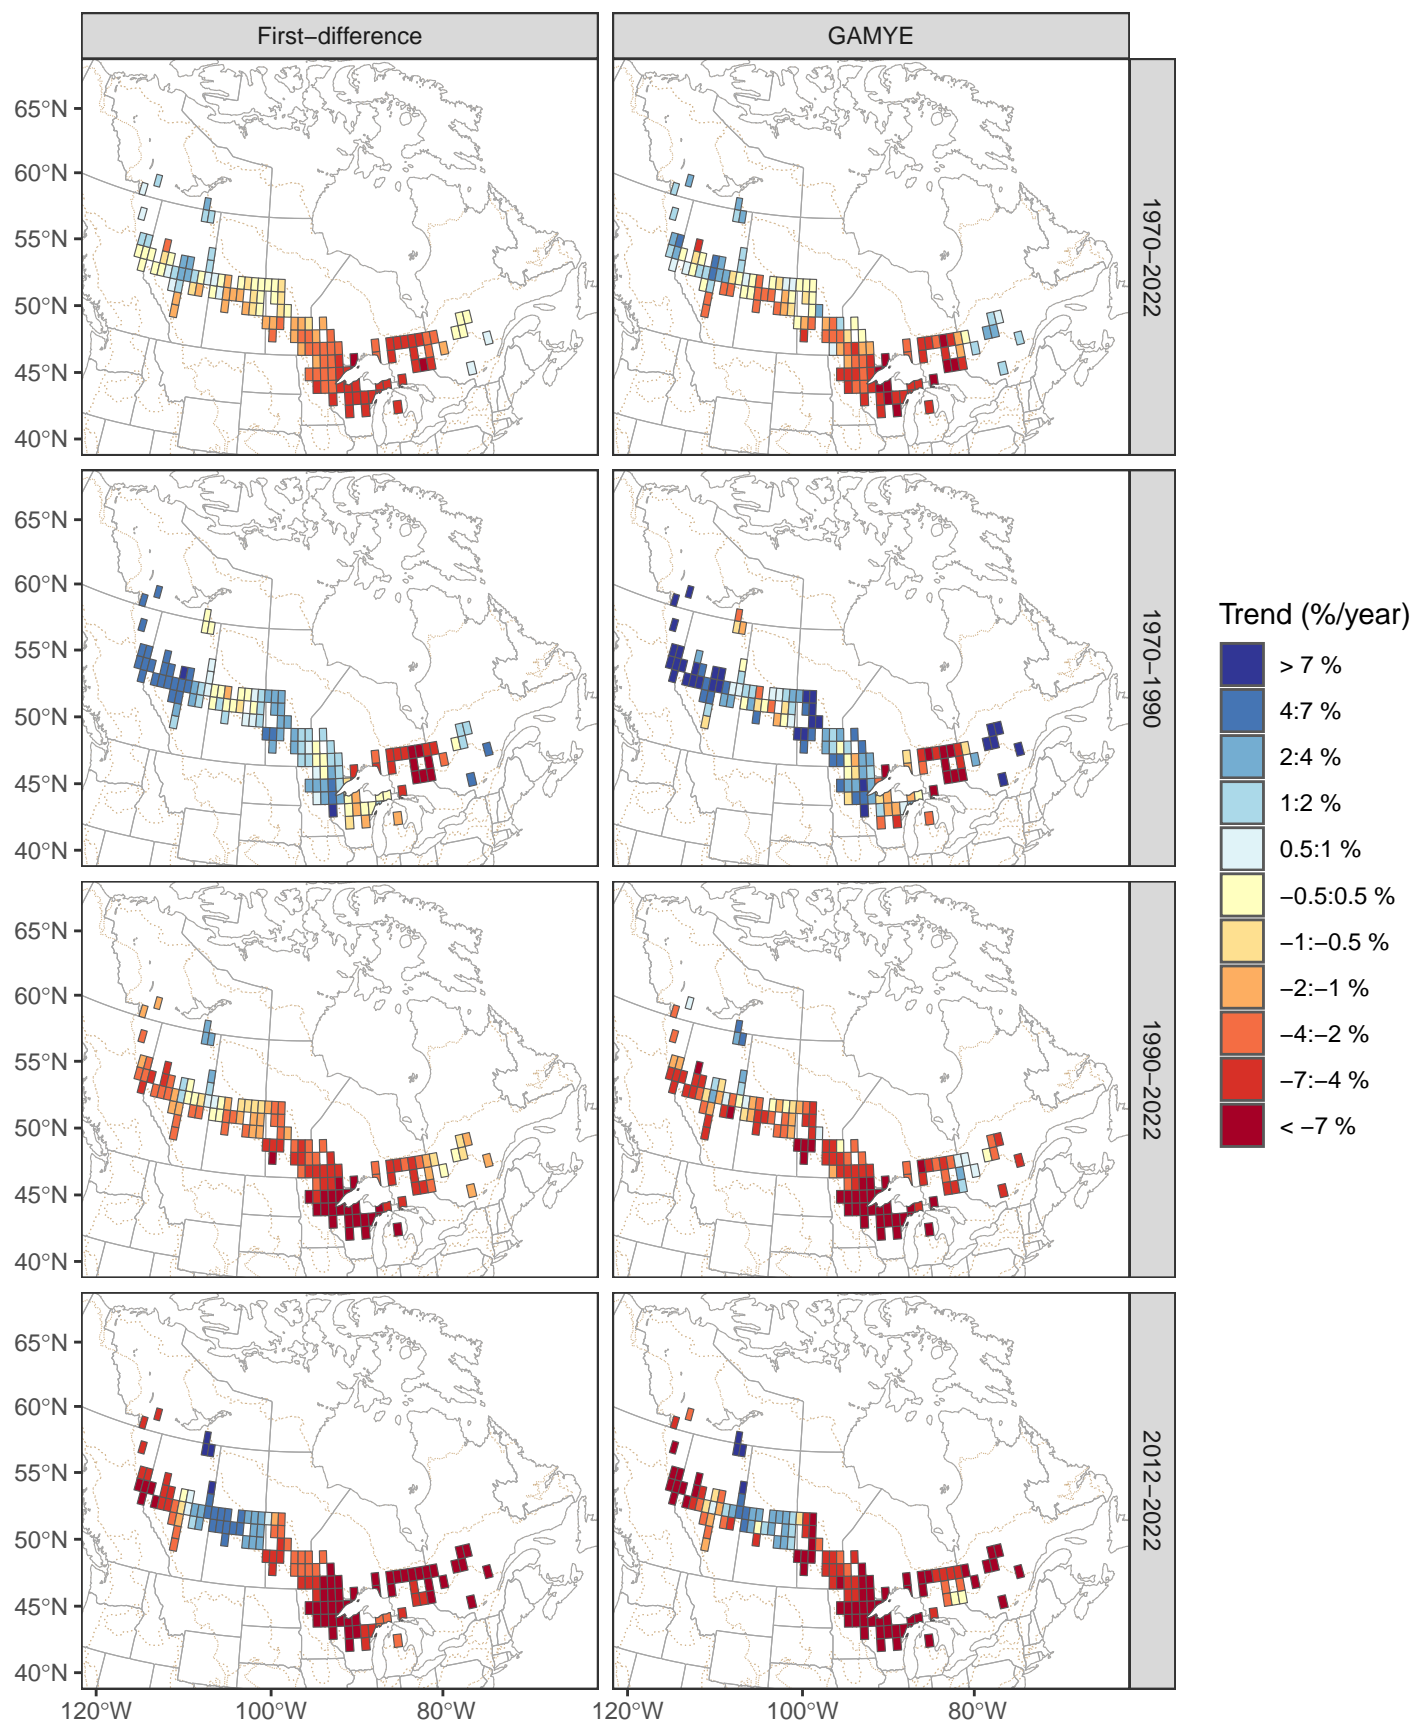 First−difference
GAMYE
65°N
60°N
55°N
50°N
45°N
40°N
1970−2022
65°N
60°N
55°N
50°N
45°N
40°N
1970−1990
65°N
60°N
55°N
50°N
45°N
40°N
1990−2022
65°N
60°N
55°N
50°N
45°N
40°N
2012−2022
120°W 100°W 80°W 120°W 100°W 80°W
Trend (%/year)
> 7 %
4:7 %
2:4 %
1:2 %
0.5:1 %
−0.5:0.5 %
−1:−0.5 %
−2:−1 %
−4:−2 %
−7:−4 %
< −7 %